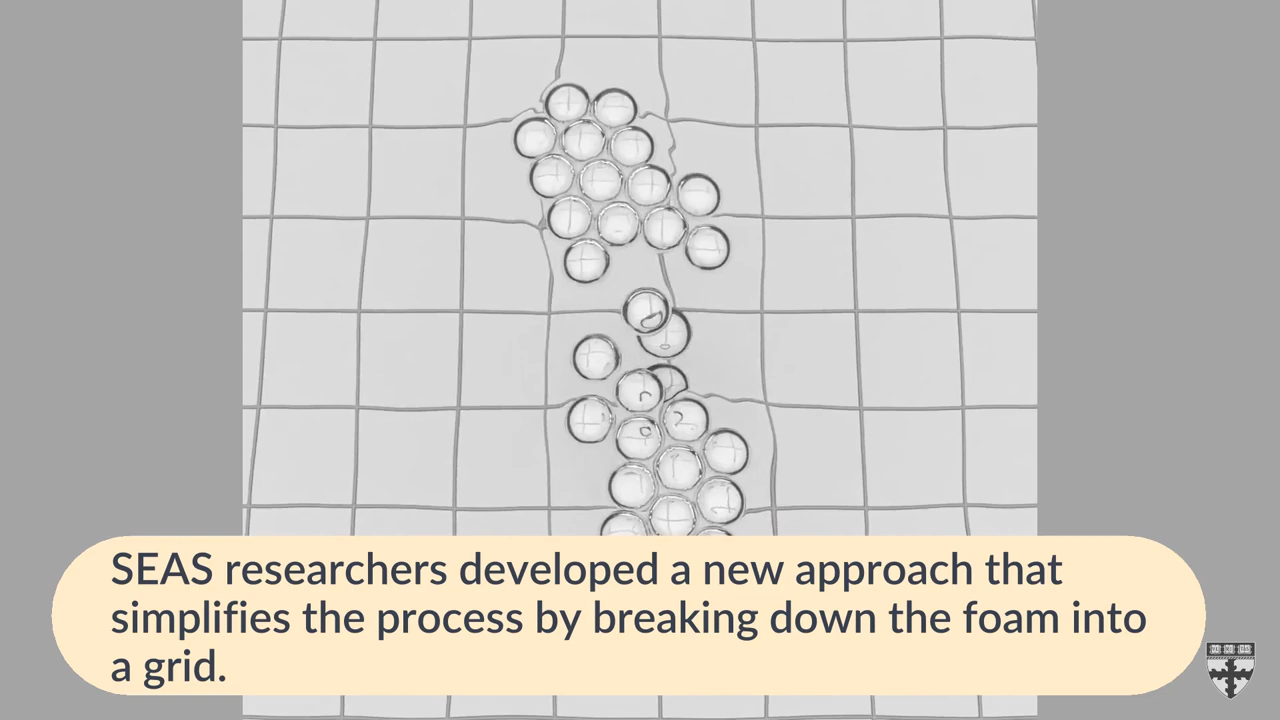 SEAS researchers developed a new approach that
simplifies the process by breaking down the foam into
a grid.